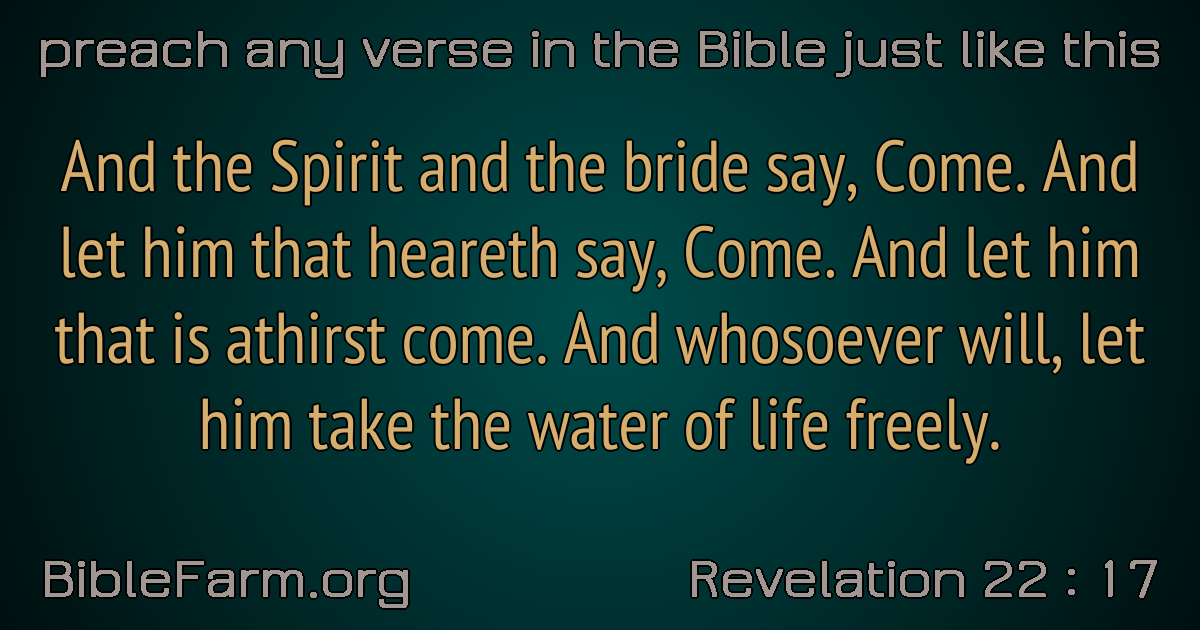 preach any verse in the Bible just like this
And the Spirit and the bride say, Come. And
let him that heareth say, Come. And let him
that is athirst come. And whosoever will, let
him take the water of life freely.
BibleFarm.org
Revelation 22 : 17